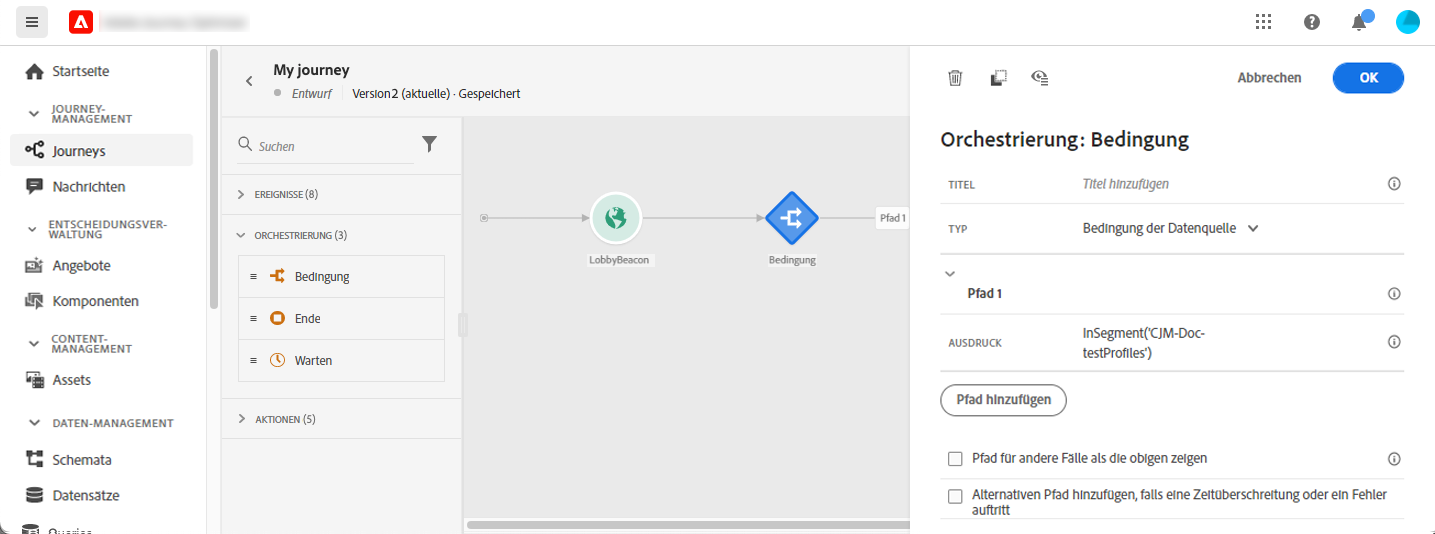 Startseite
JOURNEY-
MANAGEMENT
Journeys
Nachrichten
ENTSCHEIDUNGSVER-
WALTUNG
Angebote
Komponenten
CONTENT-
MANAGEMENT
Assets
DATEN-MANAGEMENT
Schemata
Datensätze
Queries
My journey
Entwurf
Version2 (aktuelle) · Gespeichert
Suchen
EREIGNISSE (8)
ORCHESTRIERUNG (3)
Bedingung
Ende
Warten
AKTIONEN (5)
LobbyBeacon
Bedingung
Pfad 1
Abbrechen
OK
Orchestrierung: Bedingung
TITEL
Titel hinzufügen
TYP
Bedingung der Datenquelle
Pfad 1
AUSDRUCK
InSegment('CJM-Doc-
testProfiles')
Pfad hinzufügen
Pfad für andere Fälle als die obigen zeigen
Alternativen Pfad hinzufügen, falls eine Zeitüberschreitung oder ein Fehler
auftritt